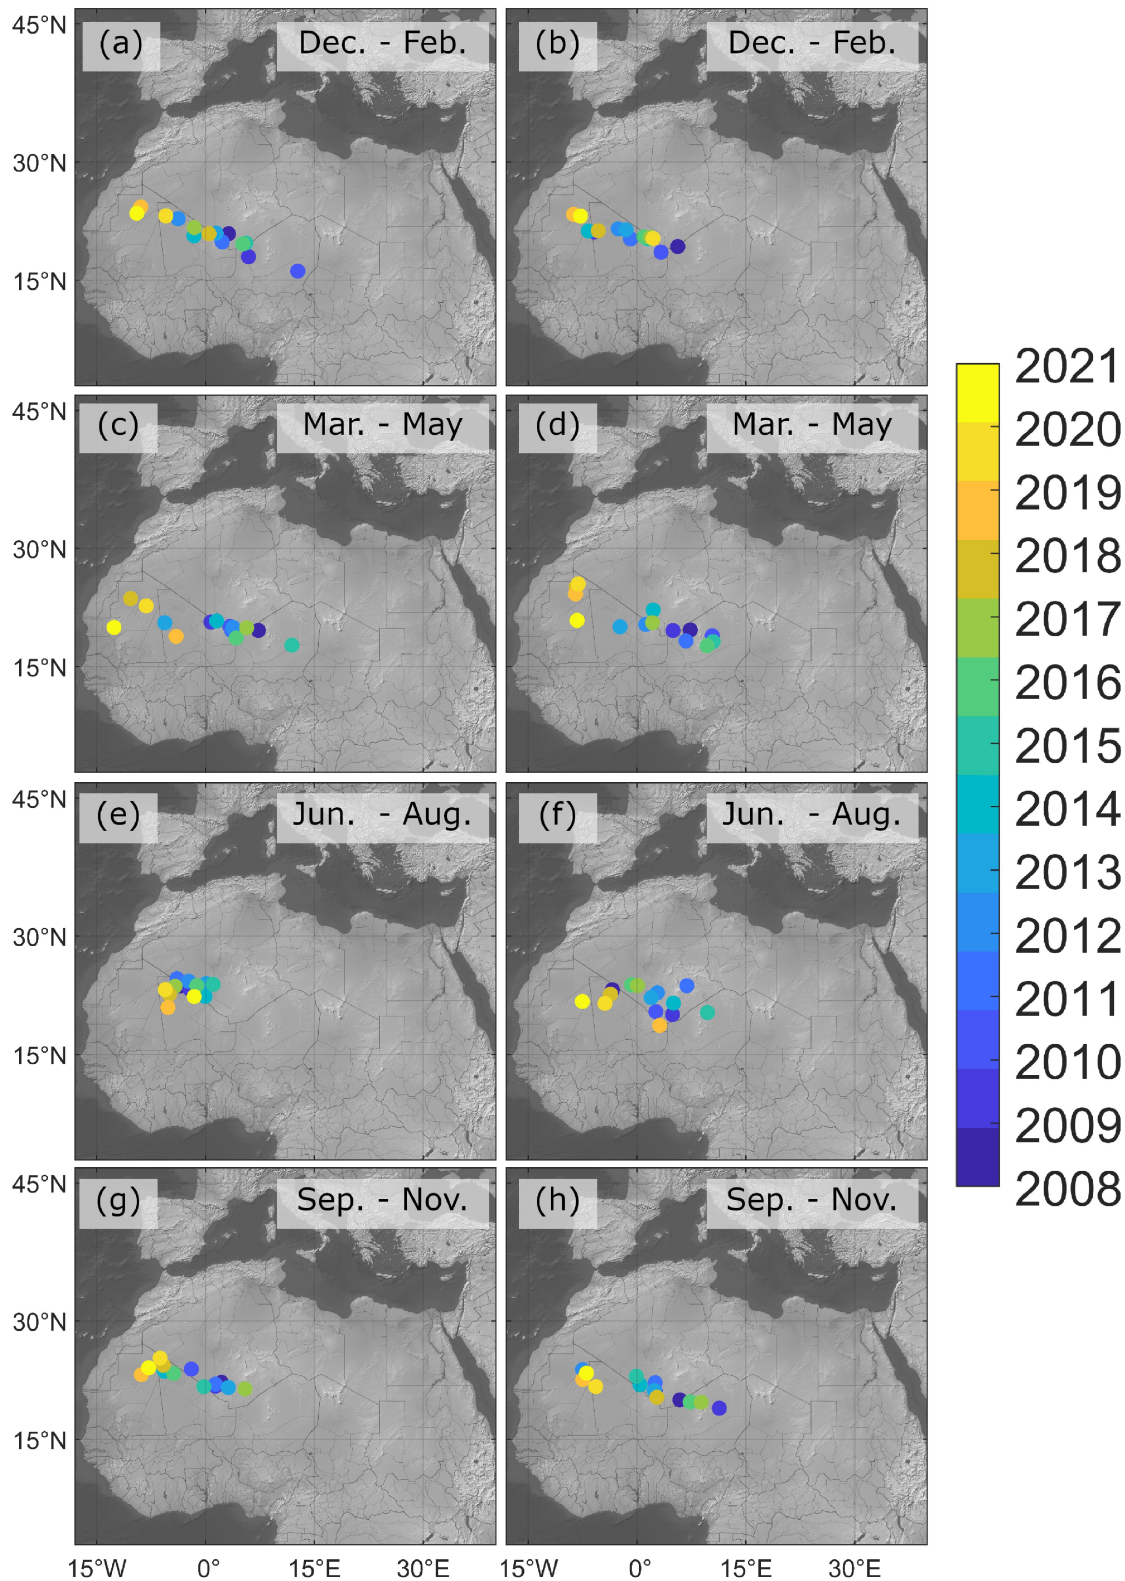 45°N
(a)
Dec. - Feb.
(b)
Dec. - Feb.
30°N
15°N
45°N
(c)
Mar. - May
(d)
Mar. - May
30°N
15°N
45°N
(e)
Jun. - Aug.
(f)
Jun. - Aug.
30°N
15°N
45°N
(g)
Sep. - Nov.
(h)
Sep. - Nov.
30°N
15°N
15°W
0°
15°E
30°E
15°W
0°
15°E
30°E
2021
2020
2019
2018
2017
2016
2015
2014
2013
2012
2011
2010
2009
2008